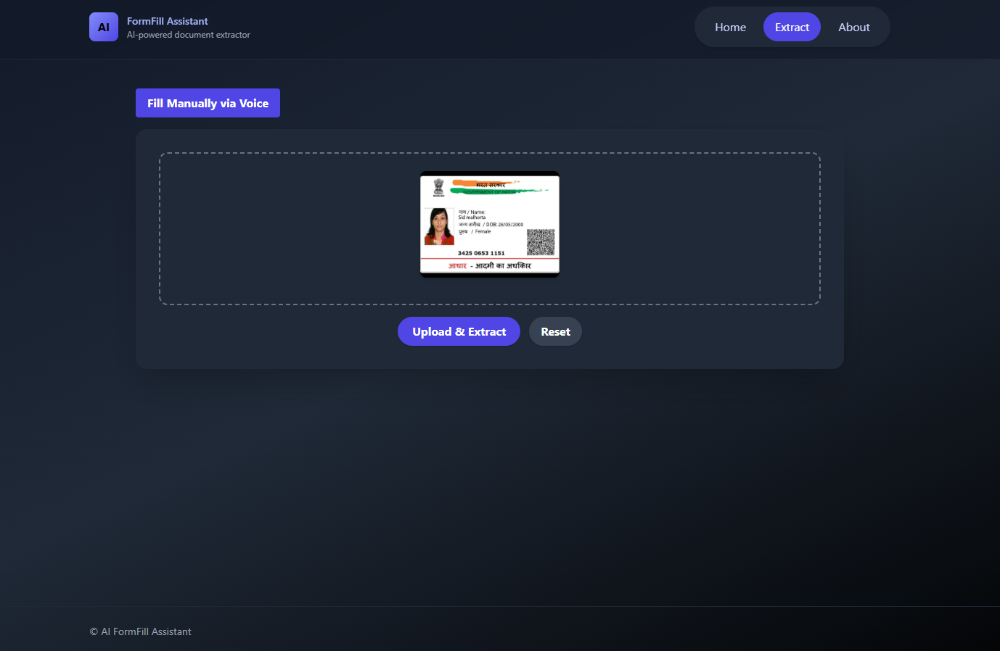 AI
FormFill Assistant
AI-powered document extractor
Home
Extract
About
Fill Manually via Voice
भारत सरकार
GOVERNMENT OF INDIA
नाम / Name:
Sid malhorta
जन्म तारीख / DOB: 28/05/2000
पुरुष / Female
3425 0653 1151
आधार - आदमी का अधकिार
Upload & Extract
Reset
© AI FormFill Assistant